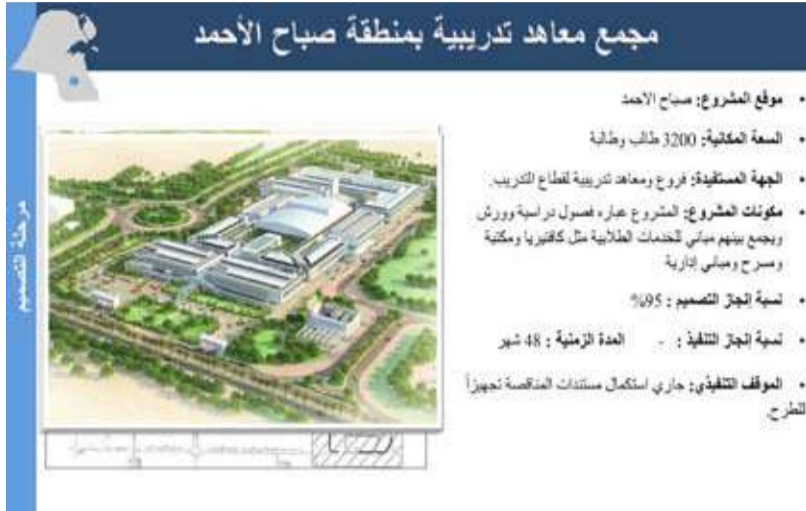 مجمع معاهد تدريبية بمنطقة صباح الأحمد
• موقع المشروع: صباح الاحمد
• السعة المكانية: 3200 طالب وطالبة
• الجهة المستفيدة: فروع ومعاهد تدريبية لقطاع التدريب.
• مكونات المشروع: المشروع عباره فصول دراسية وورش
ويجمع بينهم مباني للخدمات الطلابية مثل كافتيريا ومكتبة
ومسرح ومباني إدارية
• نسبة إنجاز التصميم : 95%
• نسبة إنجاز التنفيذ : - المدة الزمنية : 48 شهر
• الموقف التنفيذي: جاري استكمال مستندات المناقصة تجهيزاً
للطرح.
مرحلة التصميم